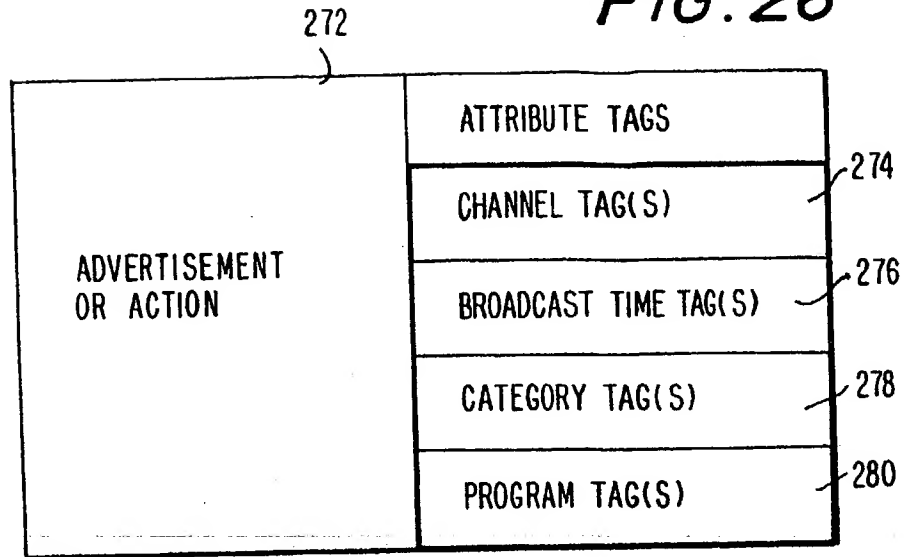 FIG. 26
272
ATTRIBUTE TAGS
274
CHANNEL TAG(S)
ADVERTISEMENT
OR ACTION
276
BROADCAST TIME TAG(S)
278
CATEGORY TAG(S)
280
PROGRAM TAG(S)